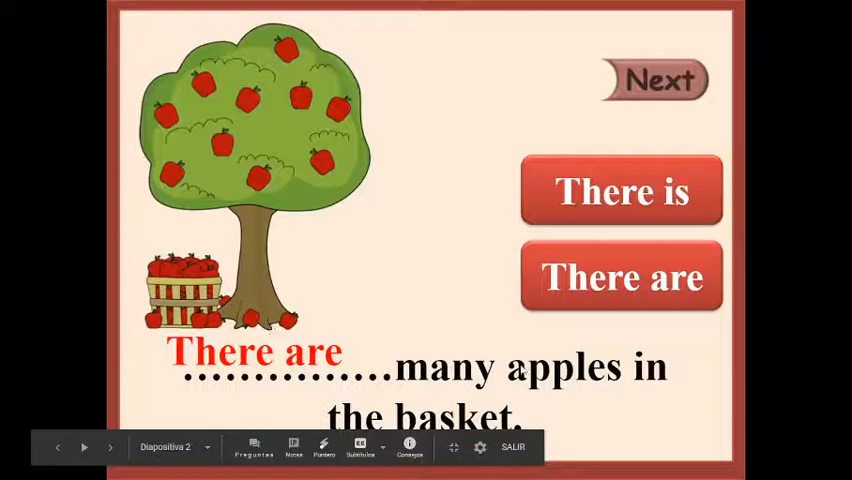 Next
There is
There are
There are
...............many apples in
the basket.
Diapositiva 2
Preguntas
Notas
Puntero
Subtítulos
Consejos
SALIR